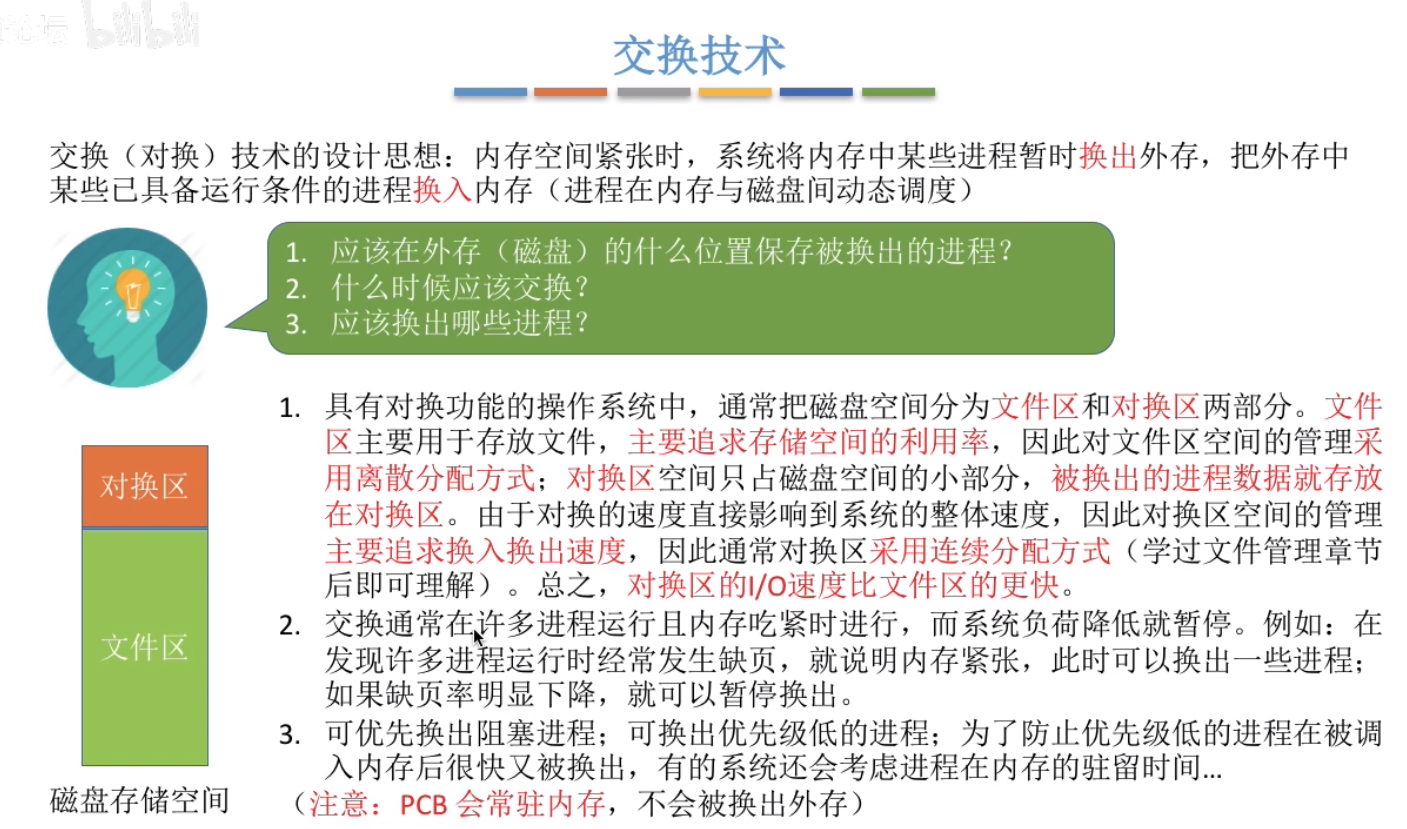 论坛 bilibili
交换技术
交换（对换）技术的设计思想：内存空间紧张时，系统将内存中某些进程暂时换出外存，把外存中
某些已具备运行条件的进程换入内存（进程在内存与磁盘间动态调度）
1. 应该在外存（磁盘）的什么位置保存被换出的进程？
2. 什么时候应该交换？
3. 应该换出哪些进程？
1. 具有对换功能的操作系统中，通常把磁盘空间分为文件区和对换区两部分。文件
区主要用于存放文件，主要追求存储空间的利用率，因此对文件区空间的管理采
用离散分配方式；对换区空间只占磁盘空间的小部分，被换出的进程数据就存放
在对换区。由于对换的速度直接影响到系统的整体速度，因此对换区空间的管理
主要追求换入换出速度，因此通常对换区采用连续分配方式（学过文件管理章节
后即可理解）。总之，对换区的I/O速度比文件区的更快。
2. 交换通常在许多进程运行且内存吃紧时进行，而系统负荷降低就暂停。例如：在
发现许多进程运行时经常发生缺页，就说明内存紧张，此时可以换出一些进程；
如果缺页率明显下降，就可以暂停换出。
3. 可优先换出阻塞进程；可换出优先级低的进程；为了防止优先级低的进程在被调
入内存后很快又被换出，有的系统还会考虑进程在内存的驻留时间…
（注意：PCB 会常驻内存，不会被换出外存）
对换区
文件区
磁盘存储空间